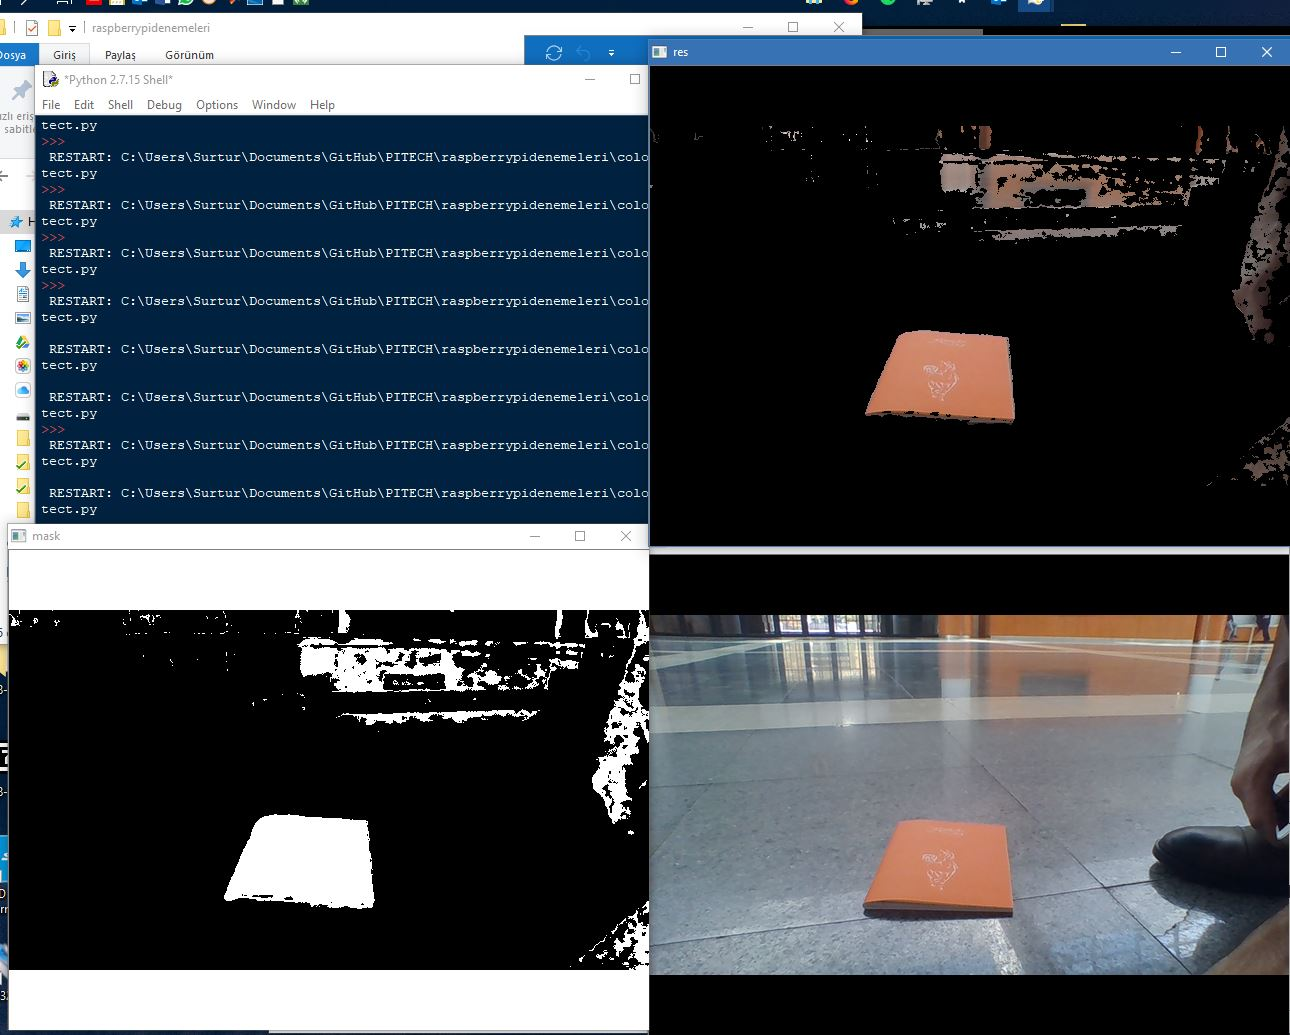 raspberrypidenemeleri
Dosya
Giriş
Paylaş
Görünüm
*Python 2.7.15 Shell*
File Edit Shell Debug Options Window Help
tect.py
>>>
RESTART: C:\Users\Surtur\Documents\GitHub\PITECH\raspberrypidenemeleri\colo
tect.py
>>>
RESTART: C:\Users\Surtur\Documents\GitHub\PITECH\raspberrypidenemeleri\colo
tect.py
>>>
RESTART: C:\Users\Surtur\Documents\GitHub\PITECH\raspberrypidenemeleri\colo
tect.py
>>>
RESTART: C:\Users\Surtur\Documents\GitHub\PITECH\raspberrypidenemeleri\colo
tect.py
RESTART: C:\Users\Surtur\Documents\GitHub\PITECH\raspberrypidenemeleri\colo
tect.py
RESTART: C:\Users\Surtur\Documents\GitHub\PITECH\raspberrypidenemeleri\colo
tect.py
>>>
RESTART: C:\Users\Surtur\Documents\GitHub\PITECH\raspberrypidenemeleri\colo
tect.py
RESTART: C:\Users\Surtur\Documents\GitHub\PITECH\raspberrypidenemeleri\colo
tect.py
res
mask